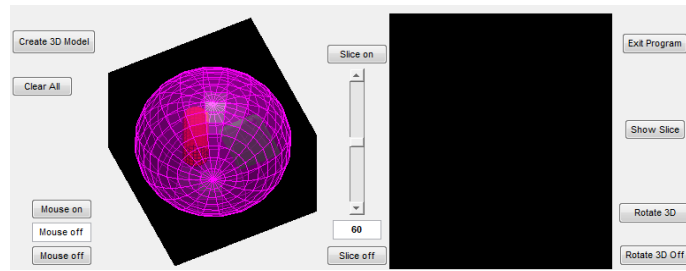 Create 3D Model
Clear All
Mouse on
Mouse off
Mouse off
Slice on
60
Slice off
Exit Program
Show Slice
Rotate 3D
Rotate 3D Off